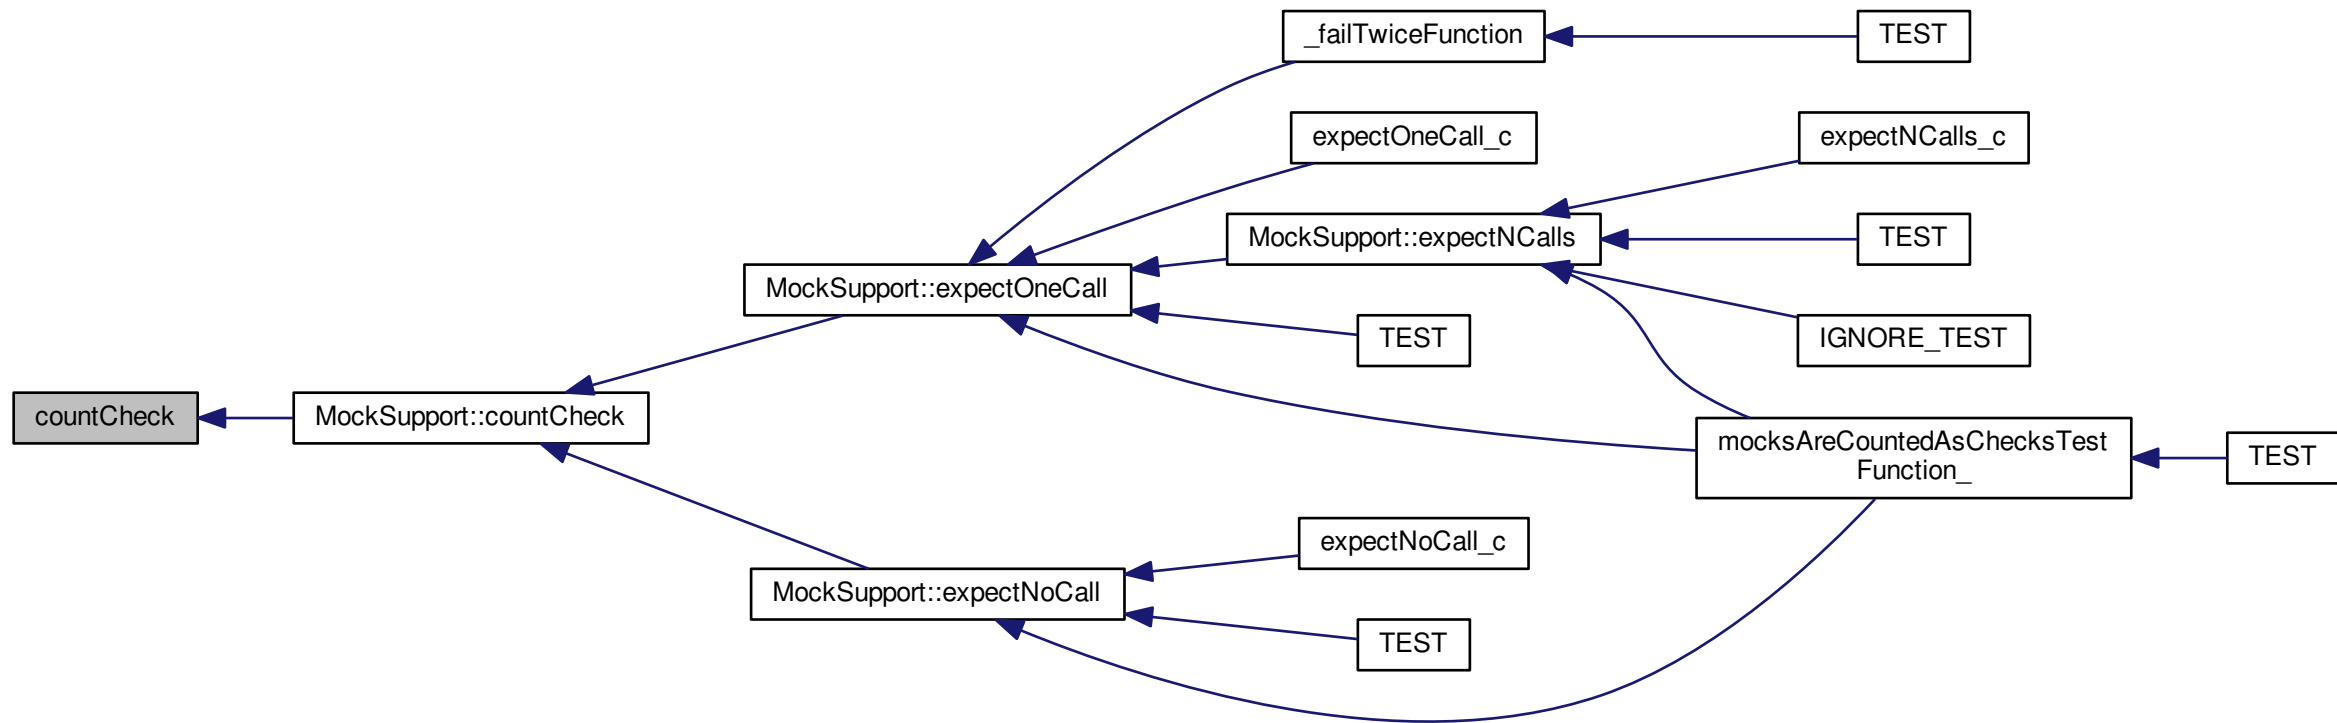 _failTwiceFunction
TEST
expectOneCall_c
expectNCalls_c
MockSupport::expectNCalls
TEST
MockSupport::expectOneCall
TEST
IGNORE_TEST
countCheck
MockSupport::countCheck
mocksAreCountedAsChecksTest
Function_
TEST
expectNoCall_c
MockSupport::expectNoCall
TEST